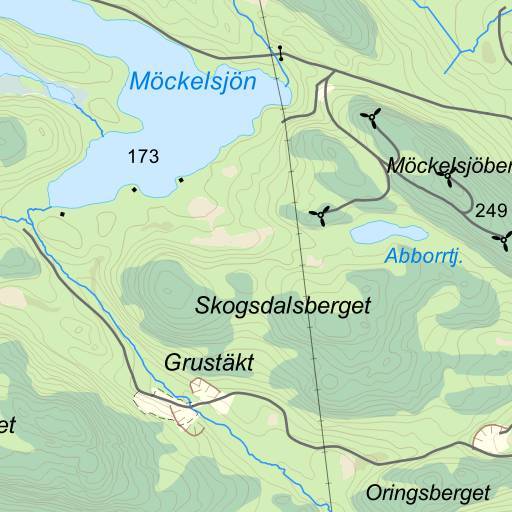 Möckelsjön
173
Möckelsjöber
249
Abborrtj.
Skogsdalsberget
Grustäkt
et
Oringsberget